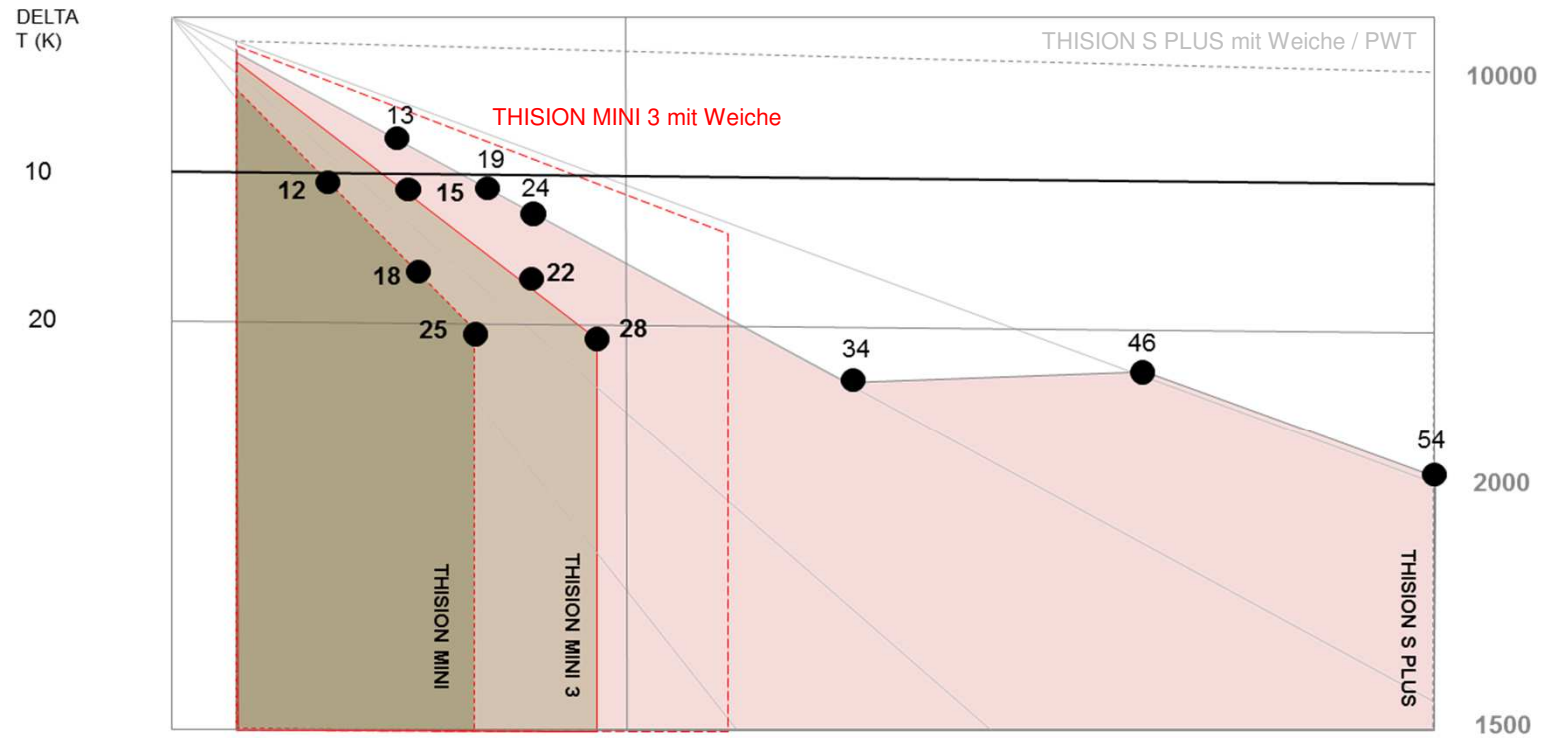 DELTA
T (K)
THISION S PLUS mit Weiche / PWT
10000
THISION MINI 3 mit Weiche
13
19
10
24
12
15
18
22
20
25
28
34
46
54
2000
THISION MINI
THISION MINI 3
THISION S PLUS
1500